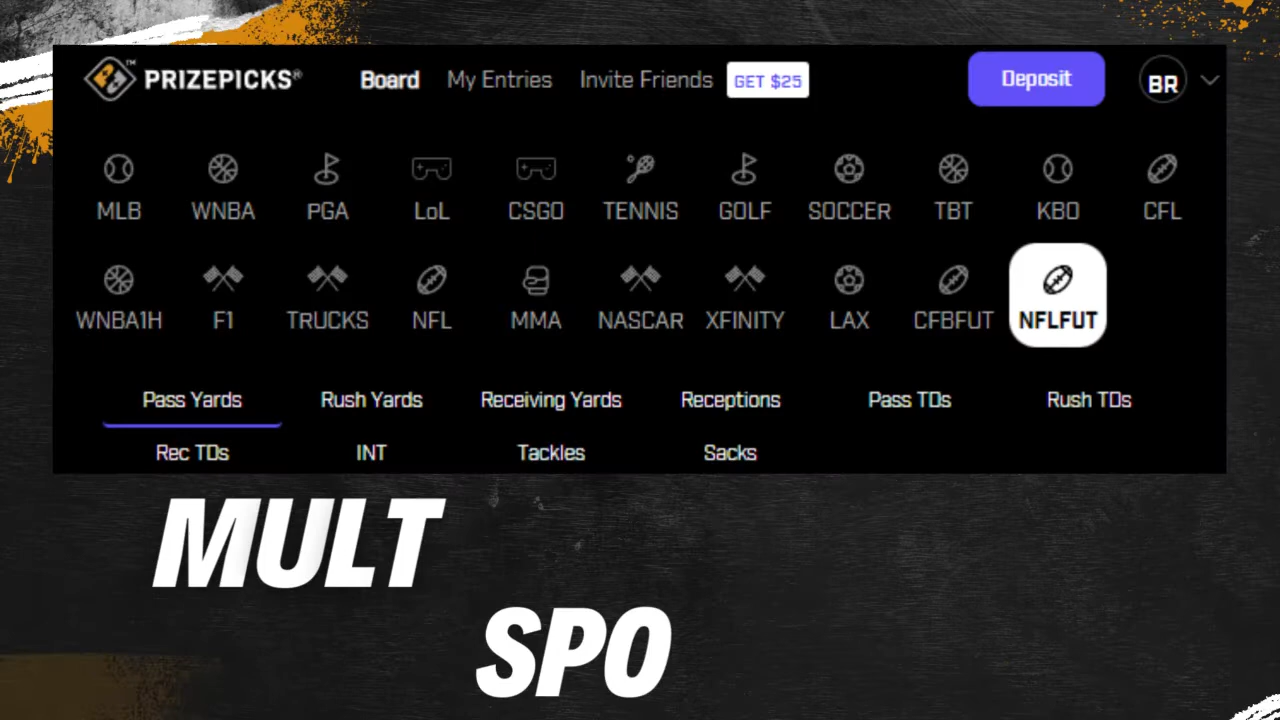 PRIZEPICKS® Board My Entries Invite Friends GET $25 Deposit BR
MLB WNBA PGA LoL CSGO TENNIS GOLF SOCCER TBT KBO CFL
WNBA1H F1 TRUCKS NFL MMA NASCAR XFINITY LAX CFBFUT NFLFUT
Pass Yards Rush Yards Receiving Yards Receptions Pass TDs Rush TDs
Rec TDs INT Tackles Sacks
MULT
SPO